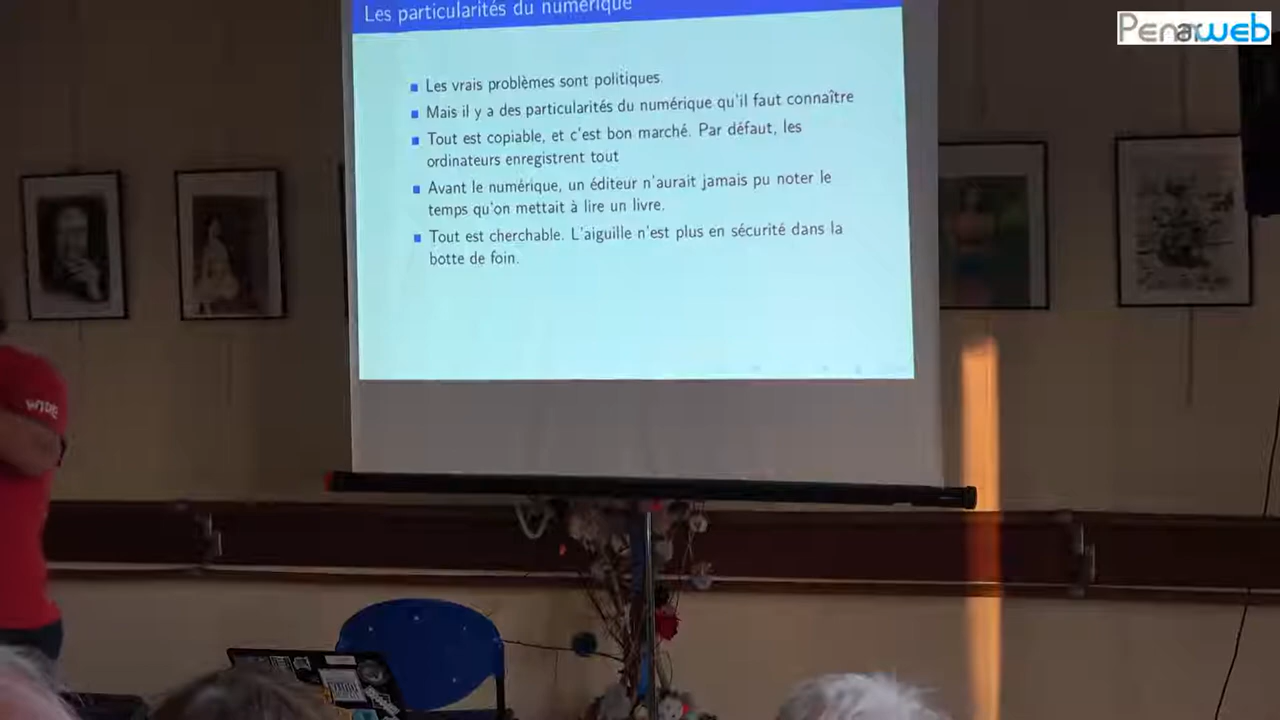 Les particularités du numérique
Penarweb
Les vrais problèmes sont politiques.
Mais il y a des particularités du numérique qu'il faut connaître
Tout est copiable, et c'est bon marché. Par défaut, les
ordinateurs enregistrent tout
Avant le numérique, un éditeur n'aurait jamais pu noter le
temps qu'on mettait à lire un livre.
Tout est cherchable. L'aiguille n'est plus en sécurité dans la
botte de foin.